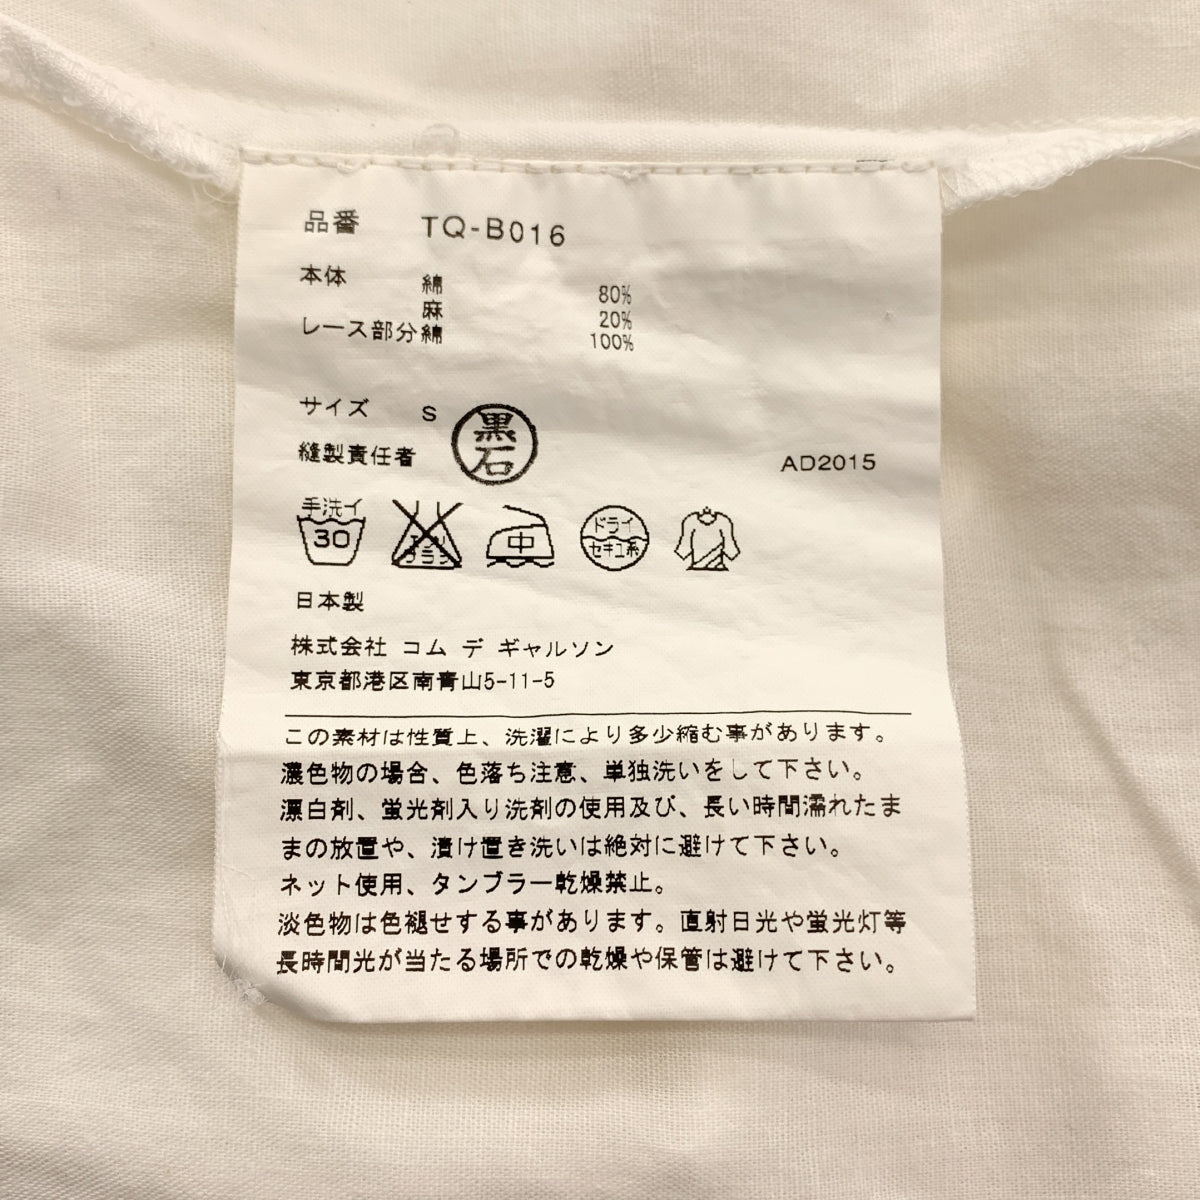 品番 TQ-B016
本体 綿 80%
麻 20%
レース部分綿 100%
サイズ S
縫製責任者 黒石 AD2015
手洗イ 30 エンソサラシ 中 ドライ セキユ系
日本製
株式会社 コム デ ギャルソン
東京都港区南青山5-11-5
この素材は性質上、洗濯により多少縮む事があります。
濃色物の場合、色落ち注意、単独洗いをして下さい。
漂白剤、蛍光剤入り洗剤の使用及び、長い時間濡れたま
まの放置や、漬け置き洗いは絶対に避けて下さい。
ネット使用、タンブラー乾燥禁止。
淡色物は色褪せする事があります。直射日光や蛍光灯等
長時間光が当たる場所での乾燥や保管は避けて下さい。